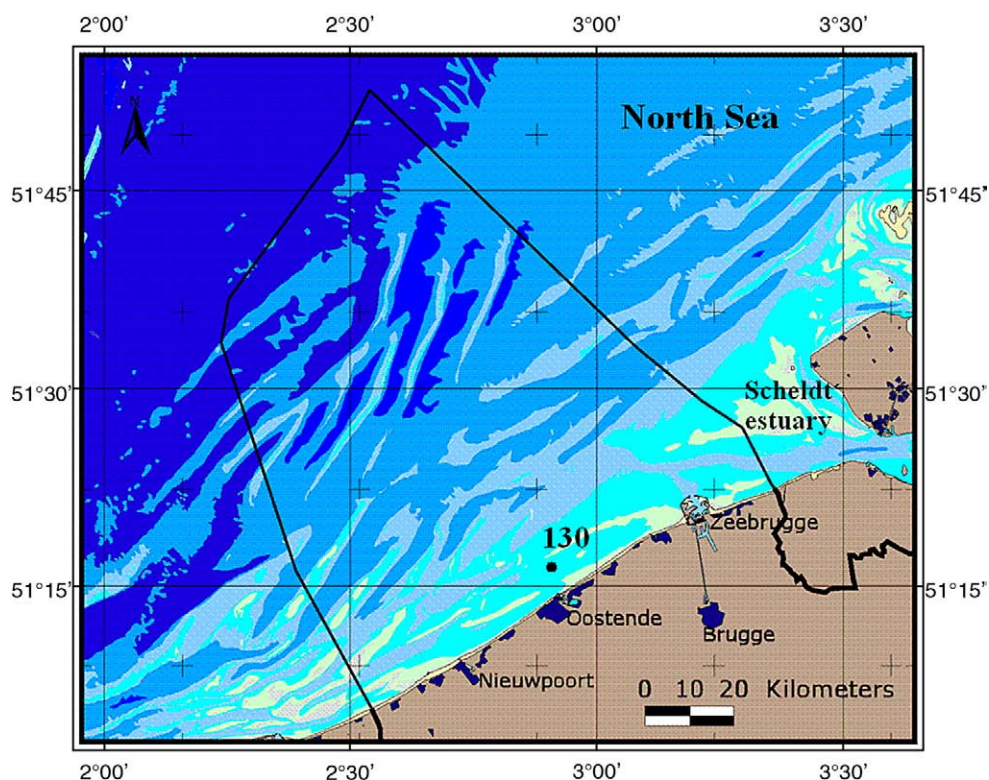 2°00' 2°30' 3°00' 3°30'
N
North Sea
51°45' 51°45'
51°30' 51°30'
Scheldt
estuary
Zeebrugge
130
51°15' 51°15'
Oostende
Brugge
Nieuwpoort
0 10 20 Kilometers
2°00' 2°30' 3°00' 3°30'